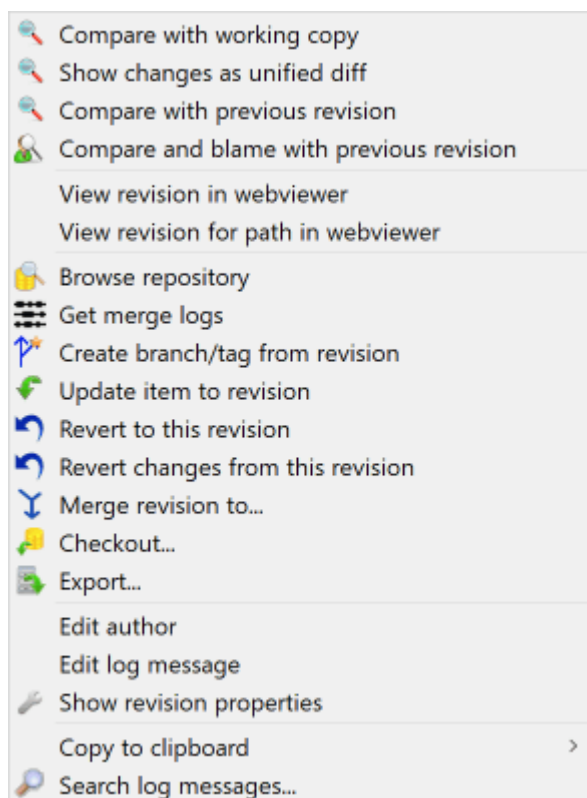 Compare with working copy
Show changes as unified diff
Compare with previous revision
Compare and blame with previous revision
View revision in webviewer
View revision for path in webviewer
Browse repository
Get merge logs
Create branch/tag from revision
Update item to revision
Revert to this revision
Revert changes from this revision
Merge revision to...
Checkout...
Export...
Edit author
Edit log message
Show revision properties
Copy to clipboard
Search log messages...